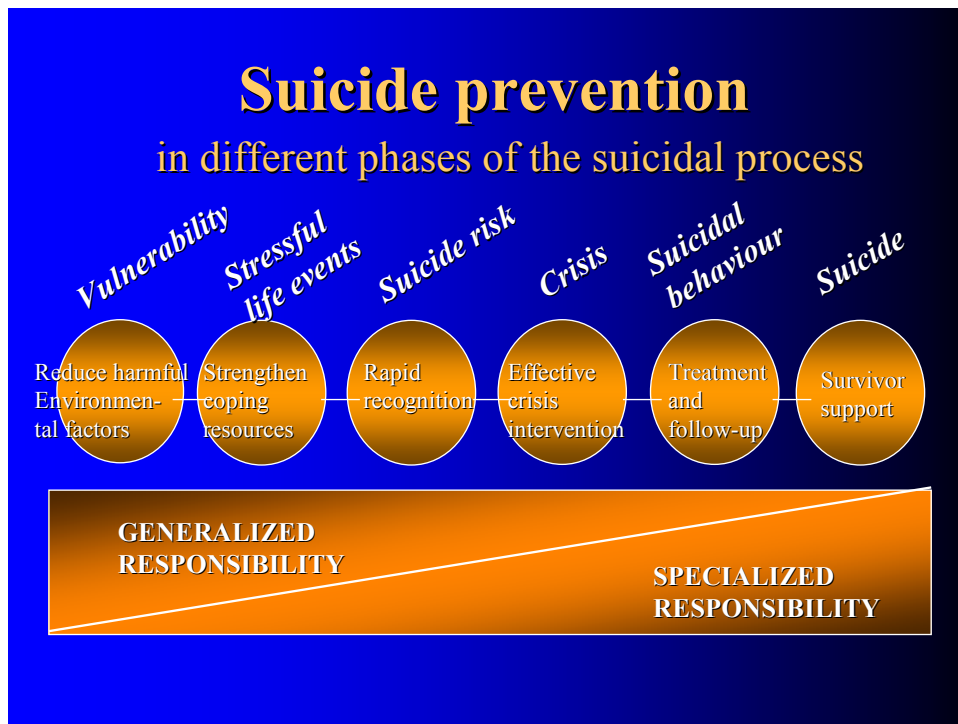 Suicide prevention
in different phases of the suicidal process
Vulnerability
Stressful
life events
Suicide risk
Crisis
Suicidal
behaviour
Suicide
Reduce harmful
Environmen-
tal factors
Strengthen
coping
resources
Rapid
recognition
Effective
crisis
intervention
Treatment
and
follow-up
Survivor
support
GENERALIZED
RESPONSIBILITY
SPECIALIZED
RESPONSIBILITY